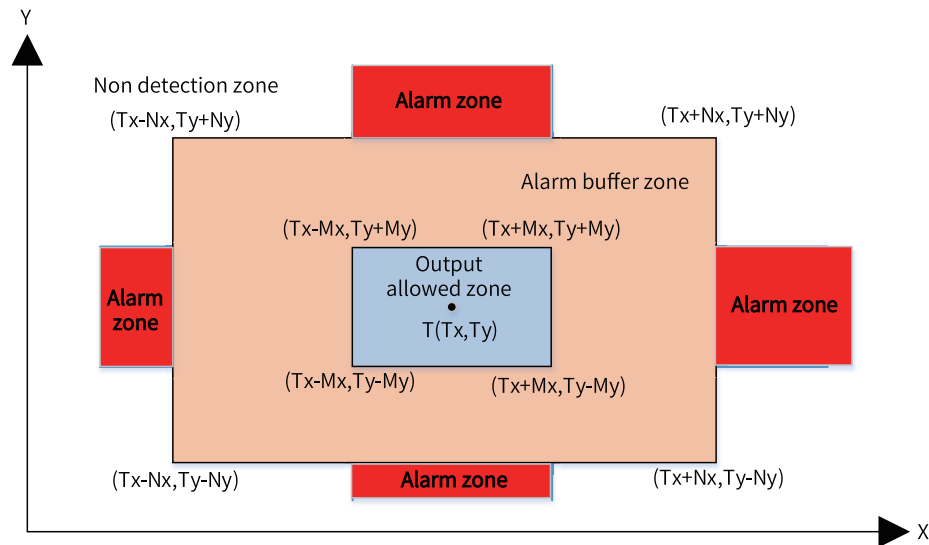 Y
Non detection zone
(Tx-Nx,Ty+Ny)
Alarm zone
(Tx+Nx,Ty+Ny)
Alarm buffer zone
(Tx-Mx,Ty+My)
(Tx+Mx,Ty+My)
Output
allowed zone
T(Tx,Ty)
Alarm
zone
Alarm zone
(Tx-Mx,Ty-My)
(Tx+Mx,Ty-My)
(Tx-Nx,Ty-Ny)
Alarm zone
(Tx+Nx,Ty-Ny)
X